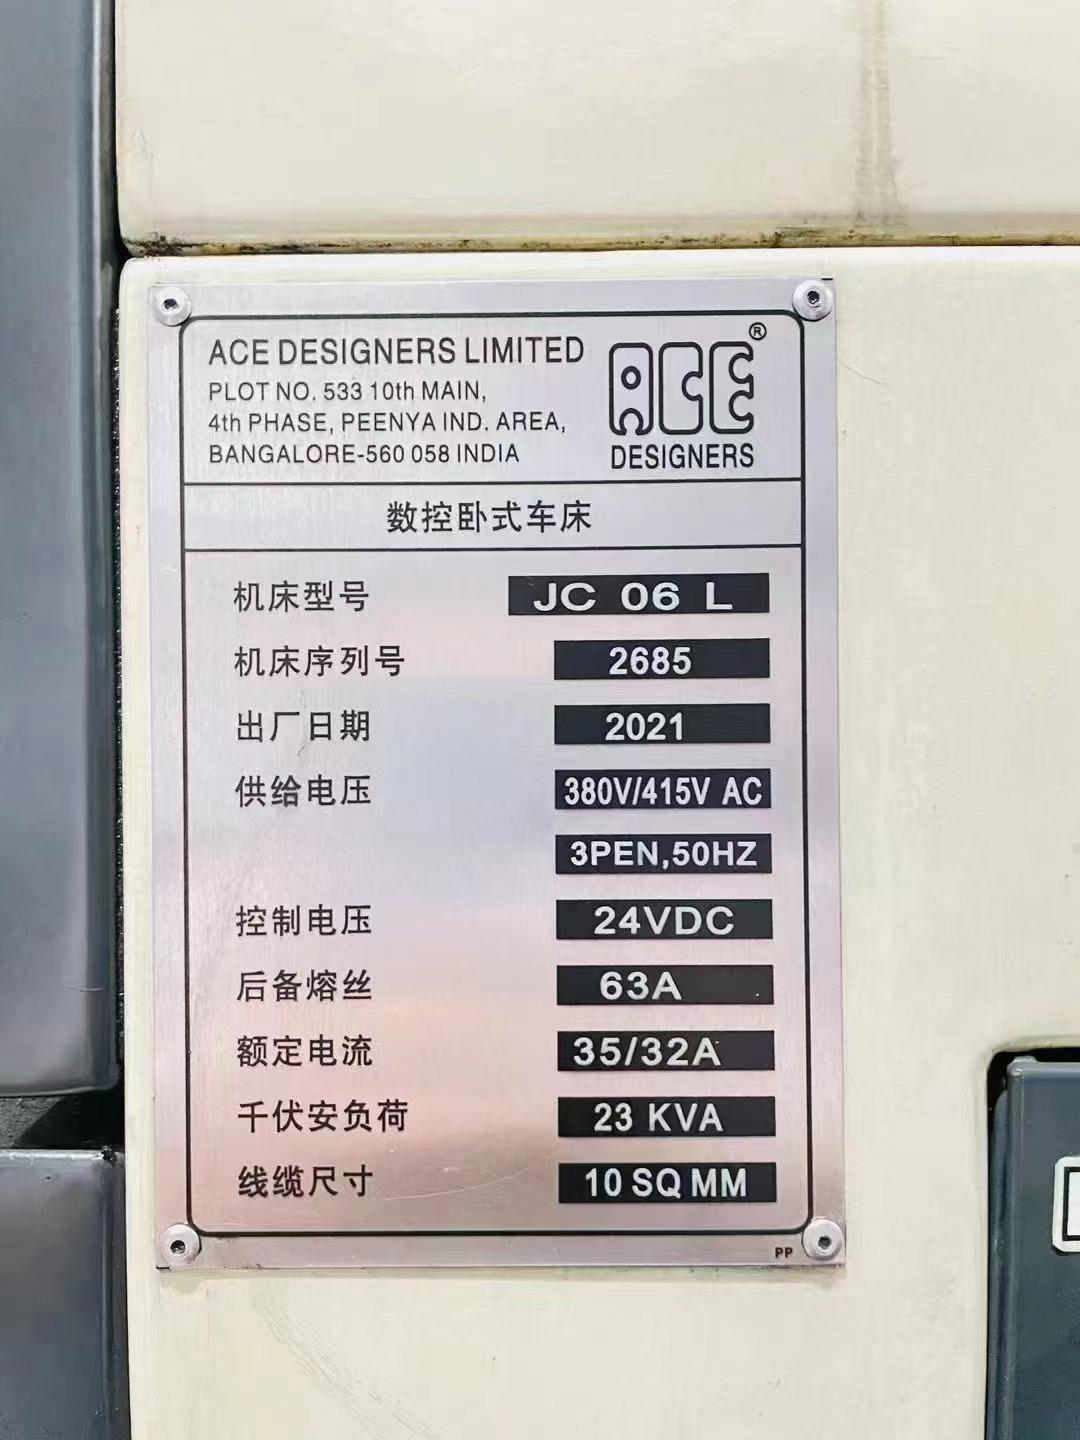 ACE DESIGNERS LIMITED
PLOT NO. 533 10th MAIN,
4th PHASE, PEENYA IND. AREA,
BANGALORE-560 058 INDIA
ACE®
DESIGNERS
数控卧式车床
机床型号 JC 06 L
机床序列号 2685
出厂日期 2021
供给电压 380V/415V AC
3PEN,50HZ
控制电压 24VDC
后备熔丝 63A
额定电流 35/32A
千伏安负荷 23 KVA
线缆尺寸 10 SQ MM
PP